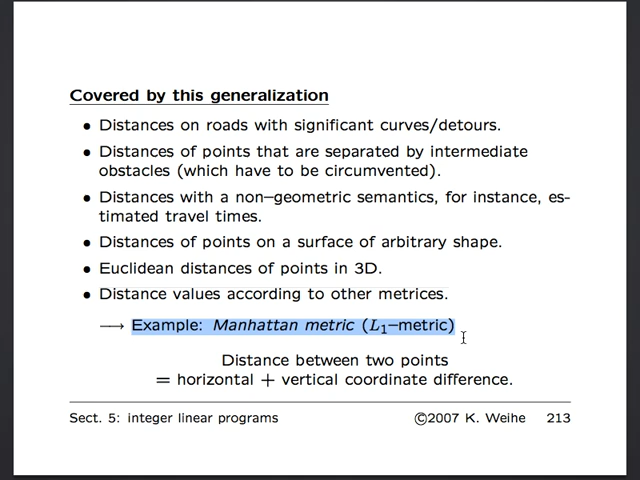 Covered by this generalization
● Distances on roads with significant curves/detours.
● Distances of points that are separated by intermediate
obstacles (which have to be circumvented).
● Distances with a non−geometric semantics, for instance, es-
timated travel times.
● Distances of points on a surface of arbitrary shape.
● Euclidean distances of points in 3D.
● Distance values according to other metrices.
⟶ Example: Manhattan metric (L₁−metric)
Distance between two points
= horizontal + vertical coordinate difference.
Sect. 5: integer linear programs ©2007 K. Weihe 213